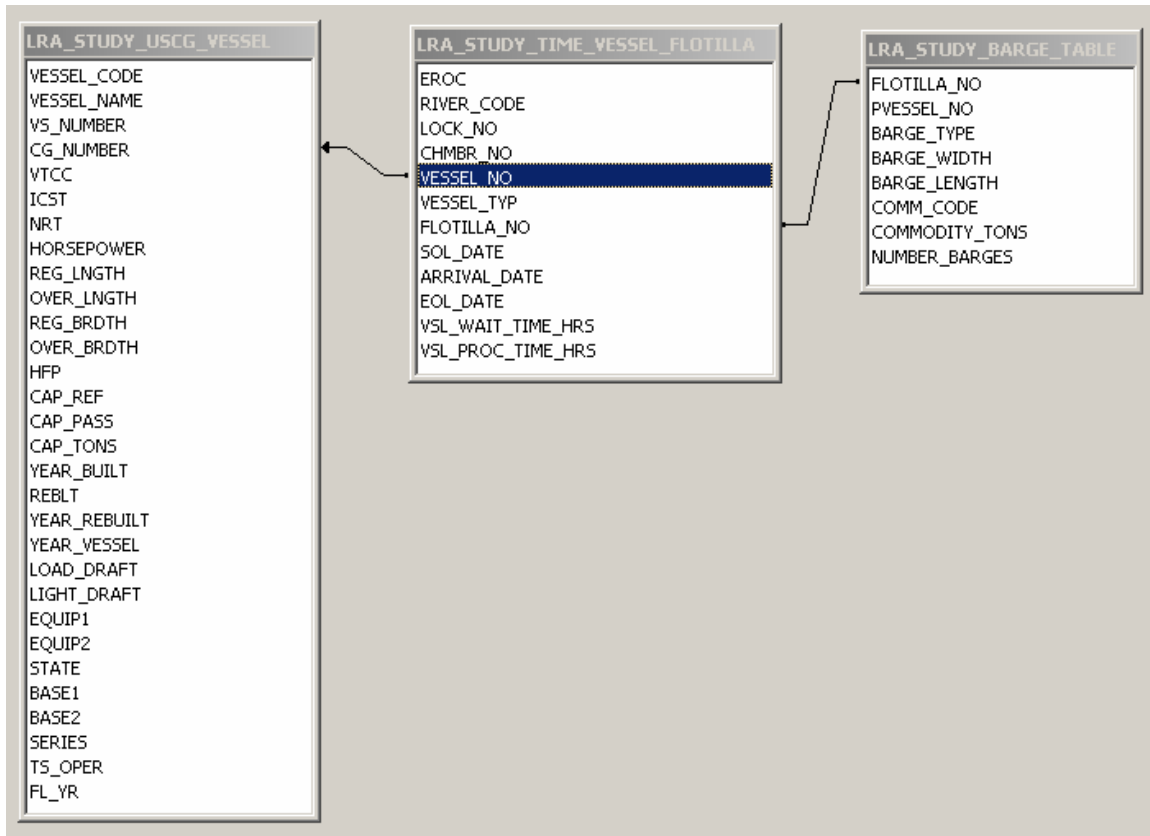 LRA_STUDY_USCG_VESSEL
VESSEL_CODE
VESSEL_NAME
VS_NUMBER
CG_NUMBER
VTCC
ICST
NRT
HORSEPOWER
REG_LNGTH
OVER_LNGTH
REG_BRDTH
OVER_BRDTH
HFP
CAP_REF
CAP_PASS
CAP_TONS
YEAR_BUILT
REBLT
YEAR_REBUILT
YEAR_VESSEL
LOAD_DRAFT
LIGHT_DRAFT
EQUIP1
EQUIP2
STATE
BASE1
BASE2
SERIES
TS_OPER
FL_YR
LRA_STUDY_TIME_VESSEL_FLOTILLA
EROC
RIVER_CODE
LOCK_NO
CHMBR_NO
VESSEL_NO
VESSEL_TYP
FLOTILLA_NO
SOL_DATE
ARRIVAL_DATE
EOL_DATE
VSL_WAIT_TIME_HRS
VSL_PROC_TIME_HRS
LRA_STUDY_BARGE_TABLE
FLOTILLA_NO
PVESSEL_NO
BARGE_TYPE
BARGE_WIDTH
BARGE_LENGTH
COMM_CODE
COMMODITY_TONS
NUMBER_BARGES